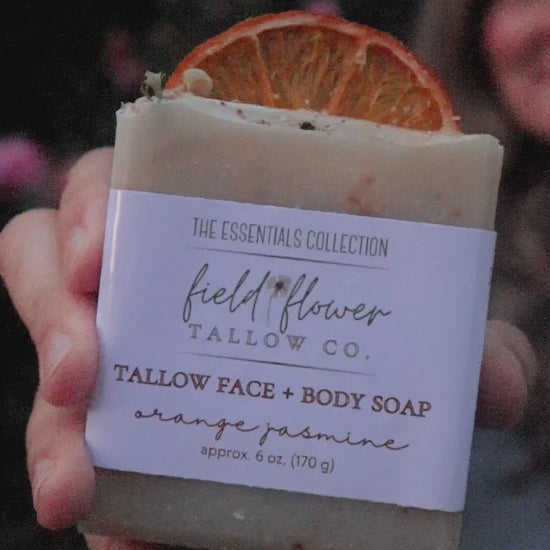 THE ESSENTIALS COLLECTION
field flower
TALLOW CO.
TALLOW FACE + BODY SOAP
orange jasmine
approx. 6 oz, (170 g)